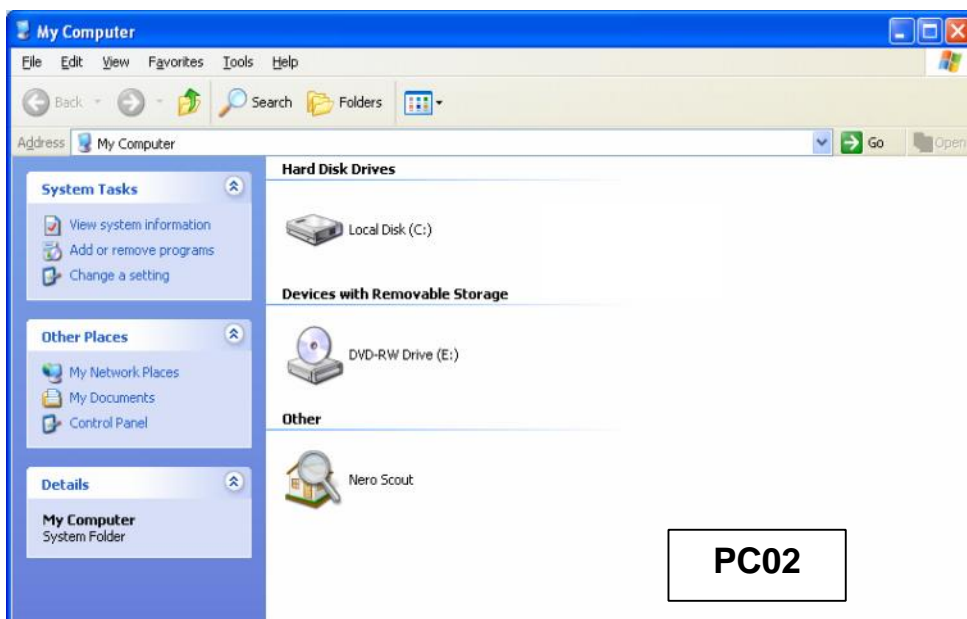 My Computer
File Edit View Favorites Tools Help
Back Search Folders
Address My Computer Go Open
Hard Disk Drives
System Tasks
View system information
Local Disk (C:)
Add or remove programs
Change a setting
Devices with Removable Storage
Other Places
DVD-RW Drive (E:)
My Network Places
My Documents
Control Panel
Other
Details
Nero Scout
My Computer
System Folder
PC02